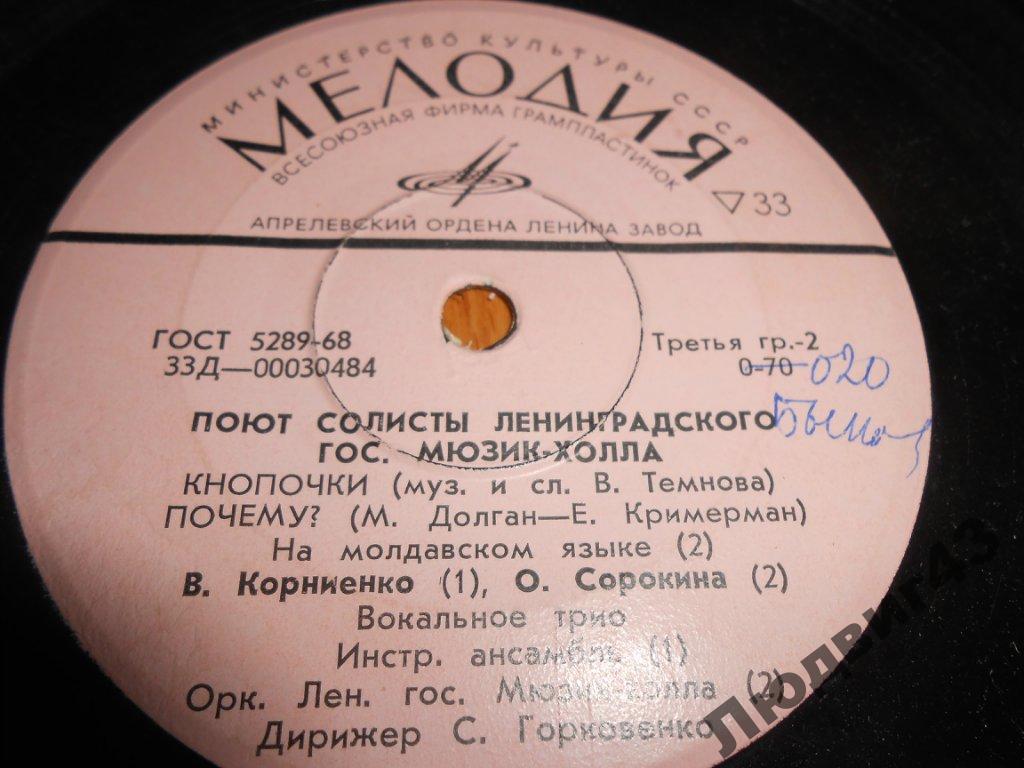 МИНИСТЕРСТВО КУЛЬТУРЫ СССР
МЕЛОДИЯ
ВСЕСОЮЗНАЯ ФИРМА ГРАМПЛАСТИНОК
▽33
АПРЕЛЕВСКИЙ ОРДЕНА ЛЕНИНА ЗАВОД
ГОСТ 5289-68
Третья гр.-2
33Д—00030484
0-70 020
ПОЮТ СОЛИСТЫ ЛЕНИНГРАДСКОГО
ГОС. МЮЗИК-ХОЛЛА
КНОПОЧКИ (муз. и сл. В. Темнова)
ПОЧЕМУ? (М. Долган—Е. Кримерман)
На молдавском языке (2)
В. Корниенко (1), О. Сорокина (2)
Вокальное трио
Инстр. ансамбль (1)
Орк. Лен. гос. Мюзик-холла (2)
Дирижер С. Горковенко
Людвиг43